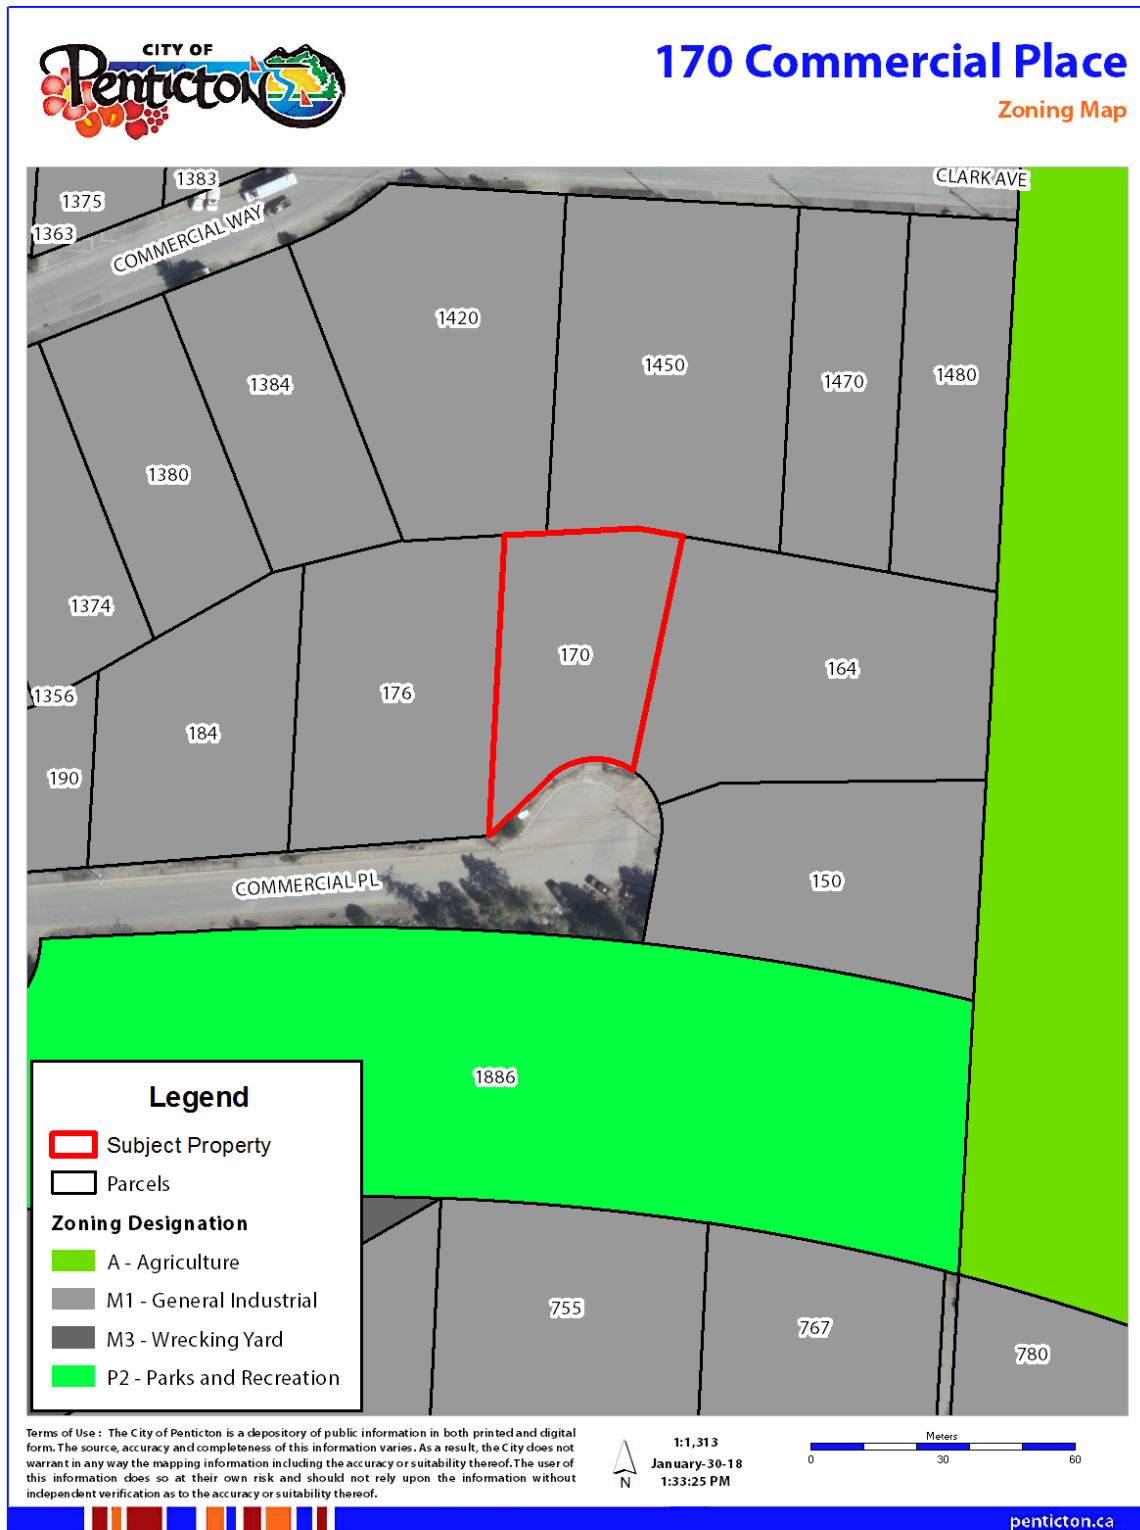 CITY OF
Penticton
170 Commercial Place
Zoning Map
1383
CLARK AVE
1375
COMMERCIAL WAY
1363
1420
1450
1470
1480
1384
1380
1374
170
164
1356
176
184
190
150
COMMERCIAL PL
1886
Legend
Subject Property
Parcels
Zoning Designation
A - Agriculture
M1 - General Industrial
M3 - Wrecking Yard
P2 - Parks and Recreation
755
767
780
Terms of Use : The City of Penticton is a depository of public information in both printed and digital
form. The source, accuracy and completeness of this information varies. As a result, the City does not
warrant in any way the mapping information including the accuracy or suitability thereof. The user of
this information does so at their own risk and should not rely upon the information without
independent verification as to the accuracy or suitability thereof.
N
1:1,313
January-30-18
1:33:25 PM
Meters
0 30 60
penticton.ca